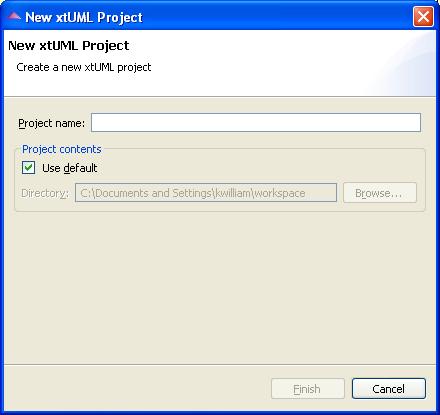 New xtUML Project
New xtUML Project
Create a new xtUML project
Project name:
Project contents
Use default
Directory: C:\Documents and Settings\kwilliam\workspace Browse...
Finish Cancel